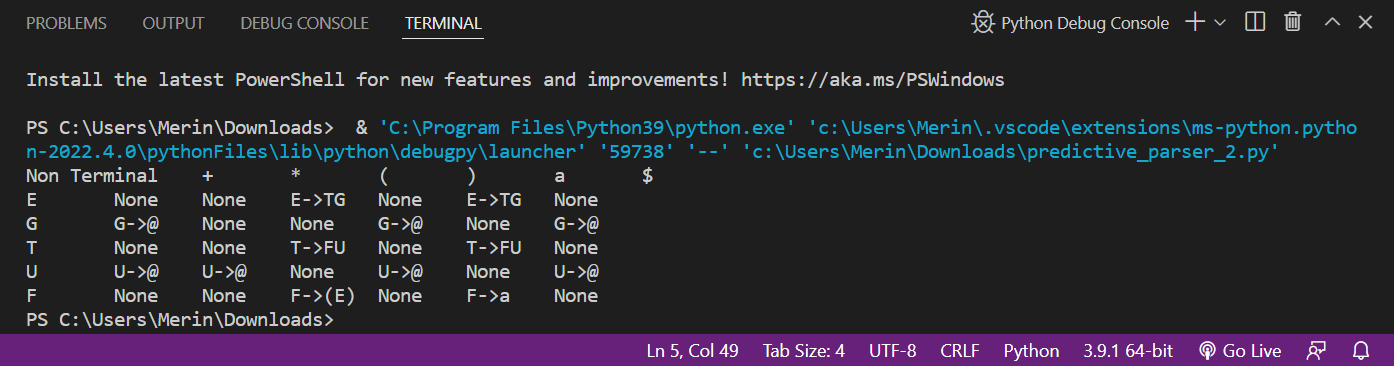 PROBLEMS OUTPUT DEBUG CONSOLE TERMINAL Python Debug Console
Install the latest PowerShell for new features and improvements! https://aka.ms/PSWindows
PS C:\Users\Merin\Downloads>  & 'C:\Program Files\Python39\python.exe' 'c:\Users\Merin\.vscode\extensions\ms-python.pytho
n-2022.4.0\pythonFiles\lib\python\debugpy\launcher' '59738' '--' 'c:\Users\Merin\Downloads\predictive_parser_2.py'
Non Terminal    +       *       (       )       a       $
E       None    None    E->TG   None    E->TG   None
G       G->@    None    None    G->@    None    G->@
T       None    None    T->FU   None    T->FU   None
U       U->@    U->@    None    U->@    None    U->@
F       None    None    F->(E)  None    F->a    None
PS C:\Users\Merin\Downloads>
Ln 5, Col 49 Tab Size: 4 UTF-8 CRLF Python 3.9.1 64-bit Go Live